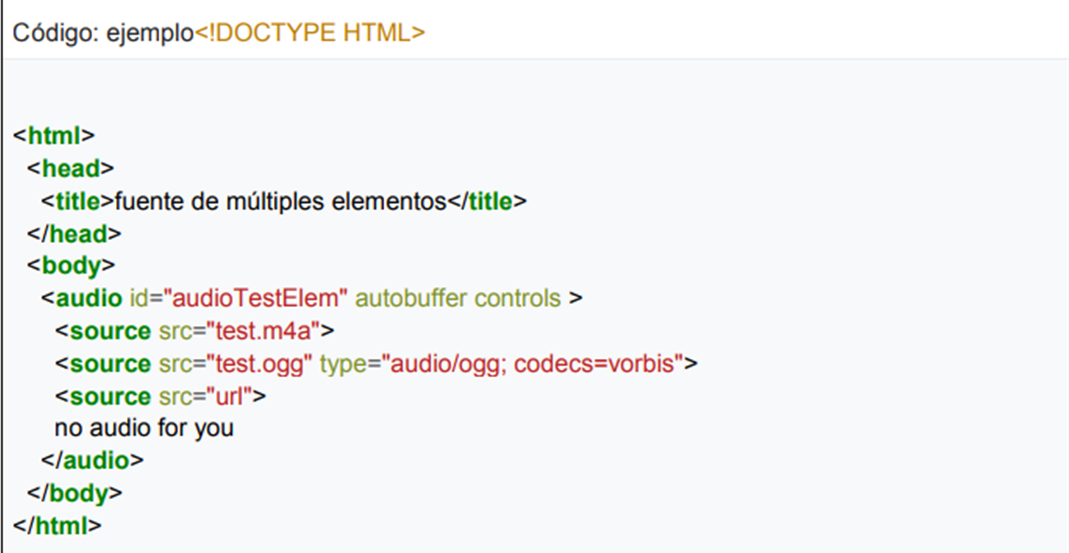 Código: ejemplo<!DOCTYPE HTML>
<html>
<head>
<title>fuente de múltiples elementos</title>
</head>
<body>
<audio id="audioTestElem" autobuffer controls >
<source src="test.m4a">
<source src="test.ogg" type="audio/ogg; codecs=vorbis">
<source src="url">
no audio for you
</audio>
</body>
</html>